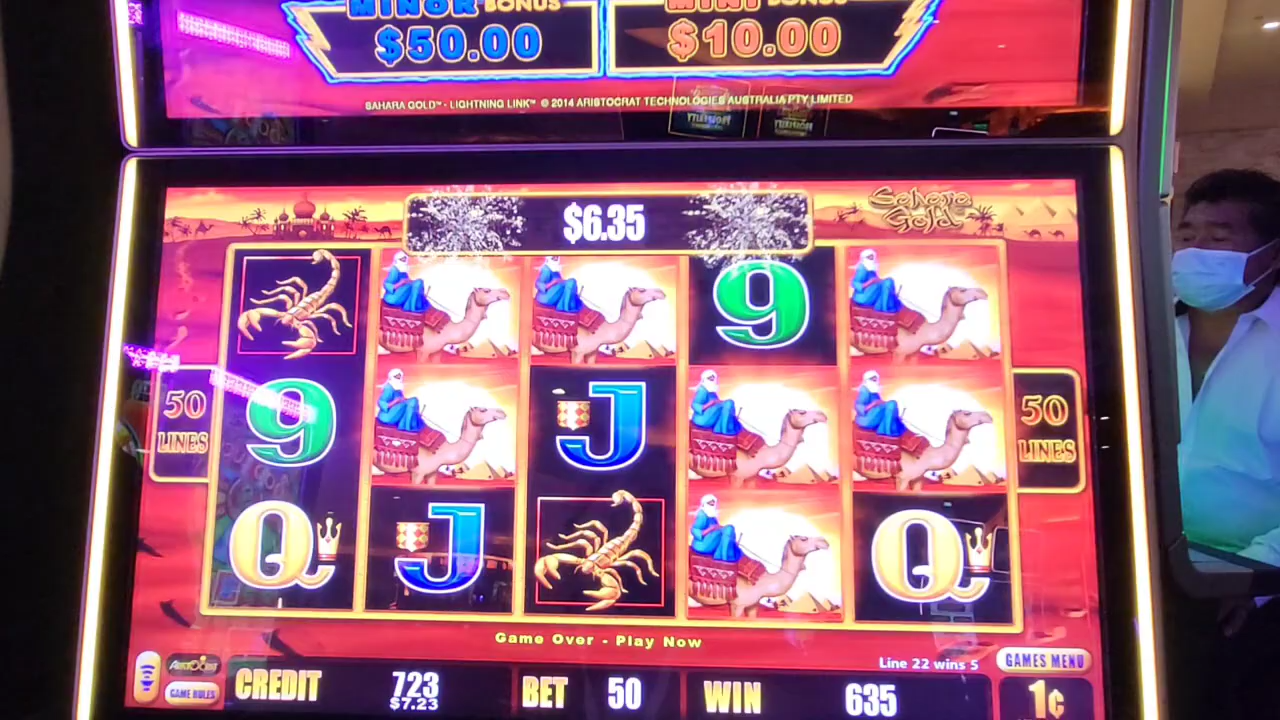 MINOR BONUS
$50.00
MINI BONUS
$10.00
SAHARA GOLD™ - LIGHTNING LINK™ © 2014 ARISTOCRAT TECHNOLOGIES AUSTRALIA PTY LIMITED
$6.35
Sahara Gold
9
50 LINES
9
J
50 LINES
Q
J
Q
Game Over - Play Now
Line 22 wins 5
GAMES MENU
ARISTOCRAT
GAME RULES
CREDIT 723
$7.23
BET 50
WIN 635
1¢